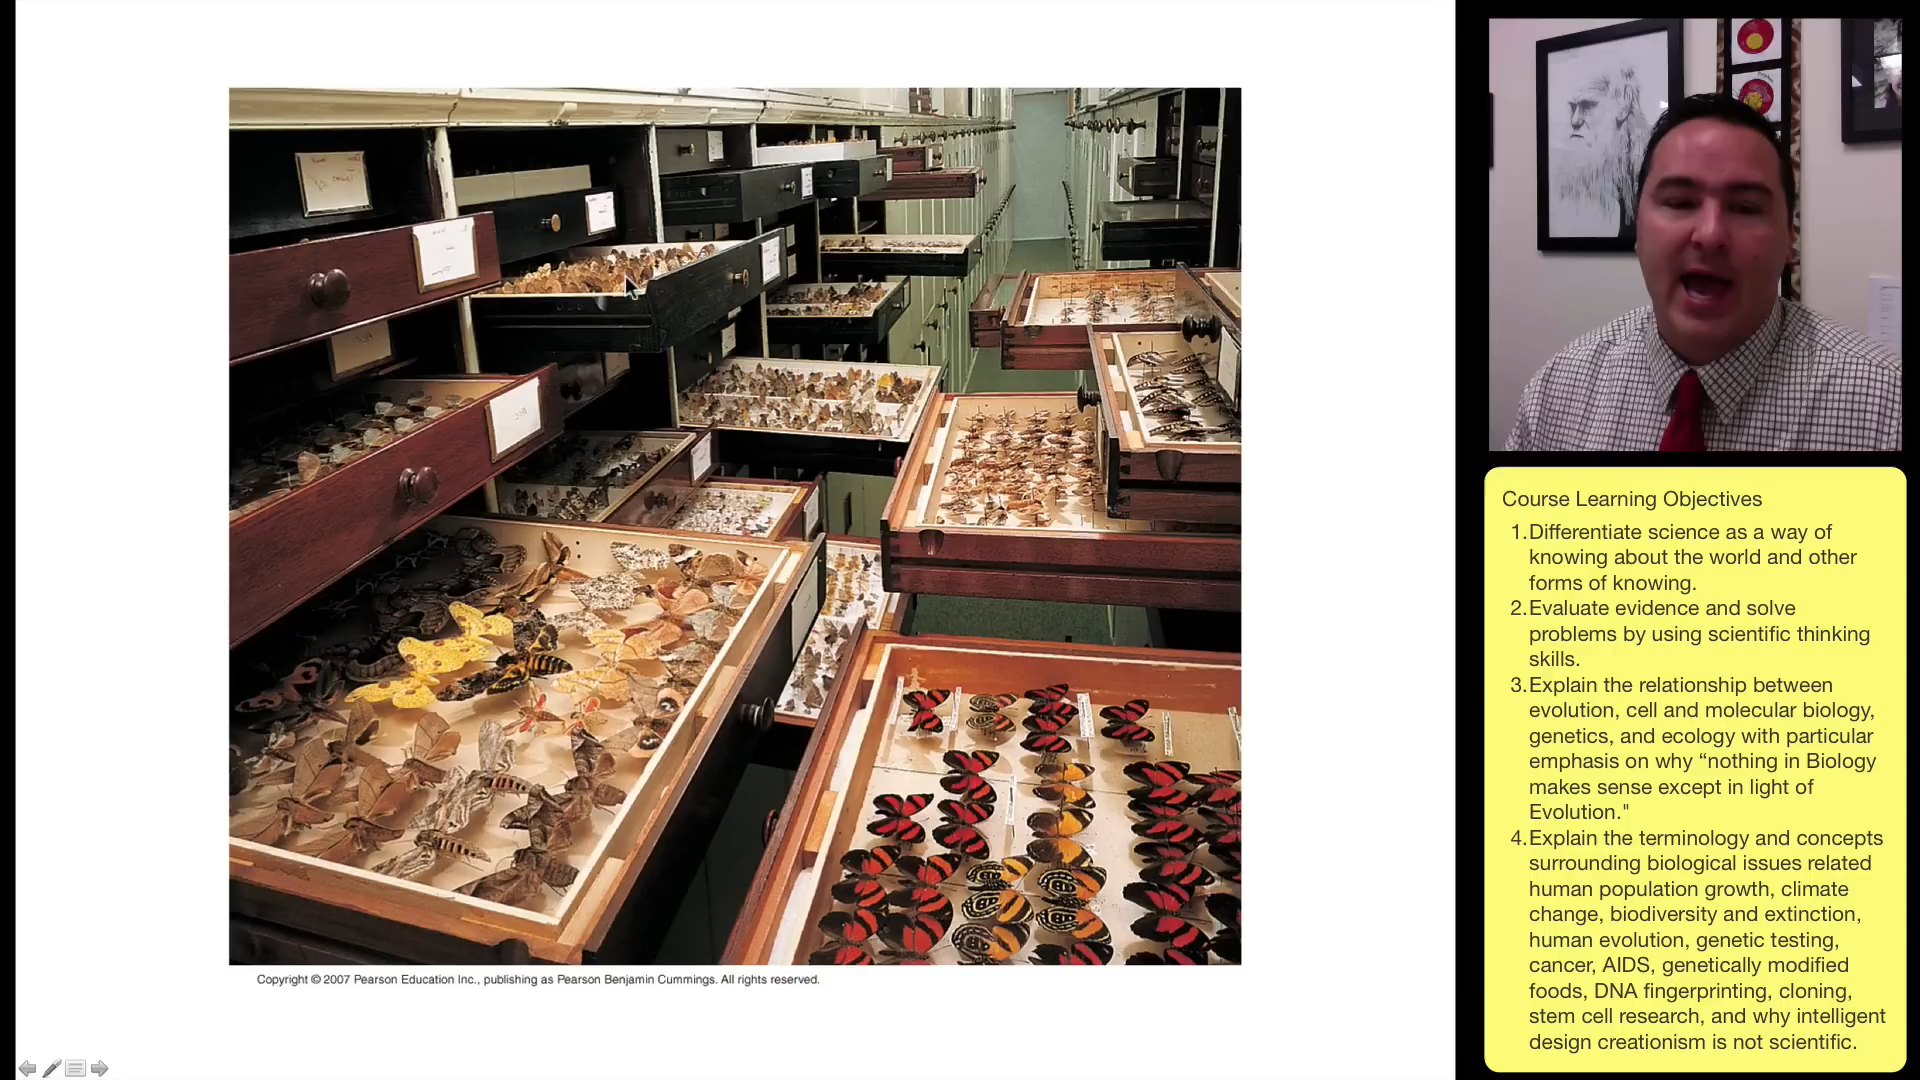 Copyright © 2007 Pearson Education Inc., publishing as Pearson Benjamin Cummings. All rights reserved.
Course Learning Objectives
1.Differentiate science as a way of
knowing about the world and other
forms of knowing.
2.Evaluate evidence and solve
problems by using scientific thinking
skills.
3.Explain the relationship between
evolution, cell and molecular biology,
genetics, and ecology with particular
emphasis on why “nothing in Biology
makes sense except in light of
Evolution."
4.Explain the terminology and concepts
surrounding biological issues related
human population growth, climate
change, biodiversity and extinction,
human evolution, genetic testing,
cancer, AIDS, genetically modified
foods, DNA fingerprinting, cloning,
stem cell research, and why intelligent
design creationism is not scientific.